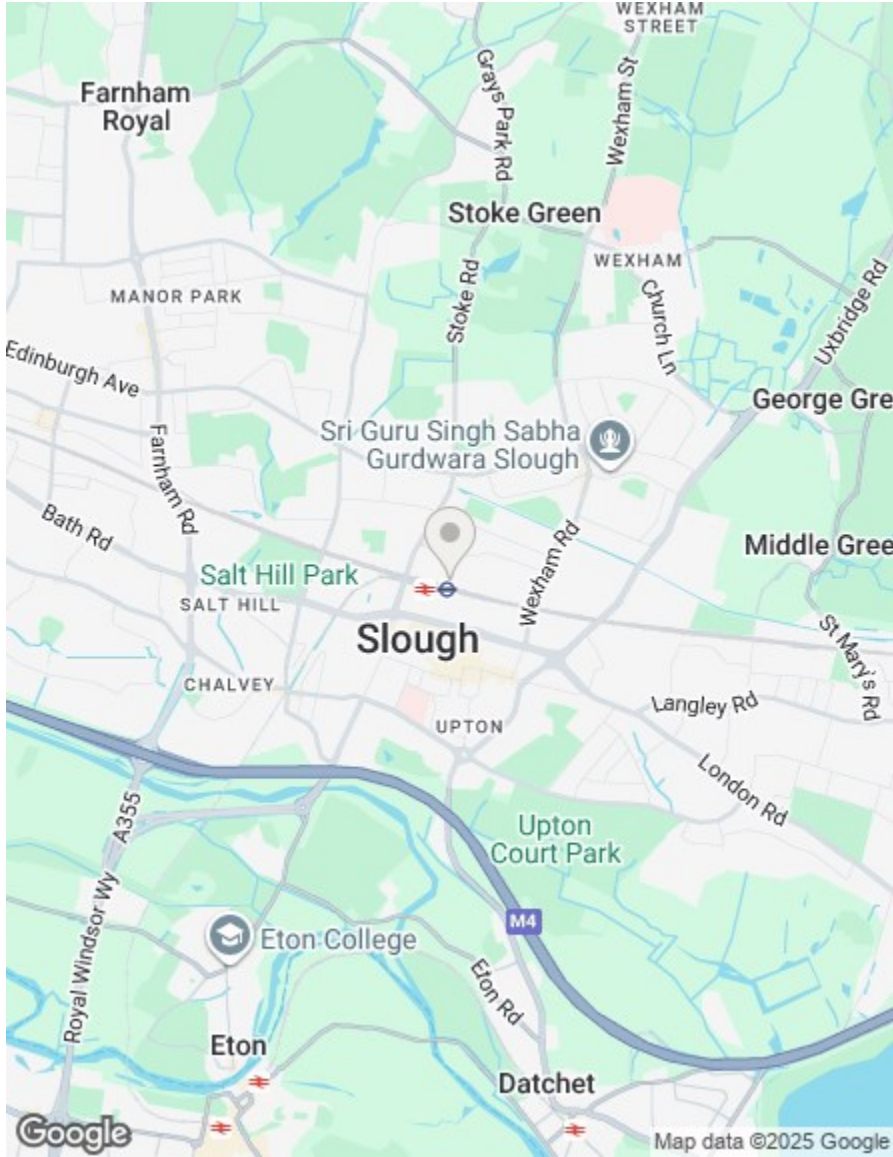 WEXHAM
STREET
Farnham
Royal
Grays Park Rd
Wexham St
Stoke Green
WEXHAM
MANOR PARK
Stoke Rd
Church Ln
Uxbridge Rd
Edinburgh Ave
George Gre
Sri Guru Singh Sabha
Gurdwara Slough
Farnham Rd
Bath Rd
Wexham Rd
Middle Gree
Salt Hill Park
SALT HILL
Slough
St Mary's Rd
CHALVEY
Langley Rd
UPTON
London Rd
A355
Upton
Court Park
M4
Royal Windsor Wy
Eton College
Eton Rd
Eton
Datchet
Google
Map data ©2025 Google